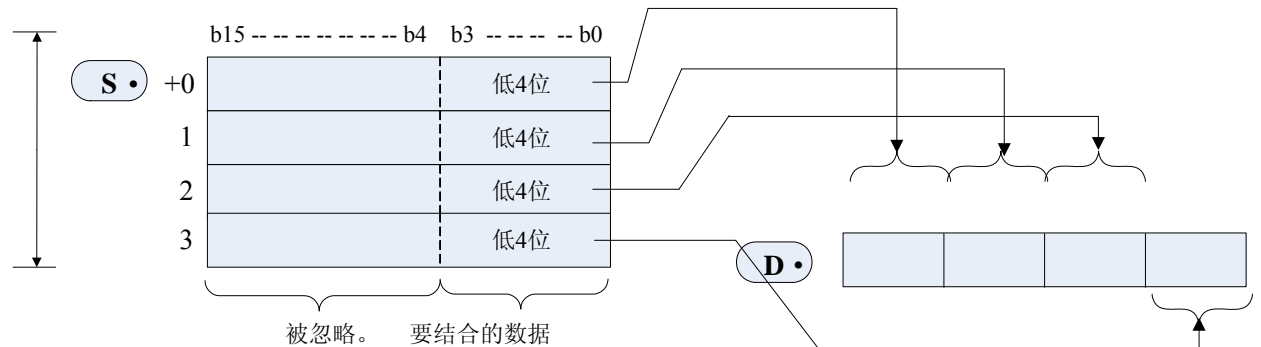 b15 -- -- -- -- -- -- -- b4 b3 -- -- -- -- b0
S • +0 低4位
1 低4位
2 低4位
3 低4位
D •
被忽略。 要结合的数据